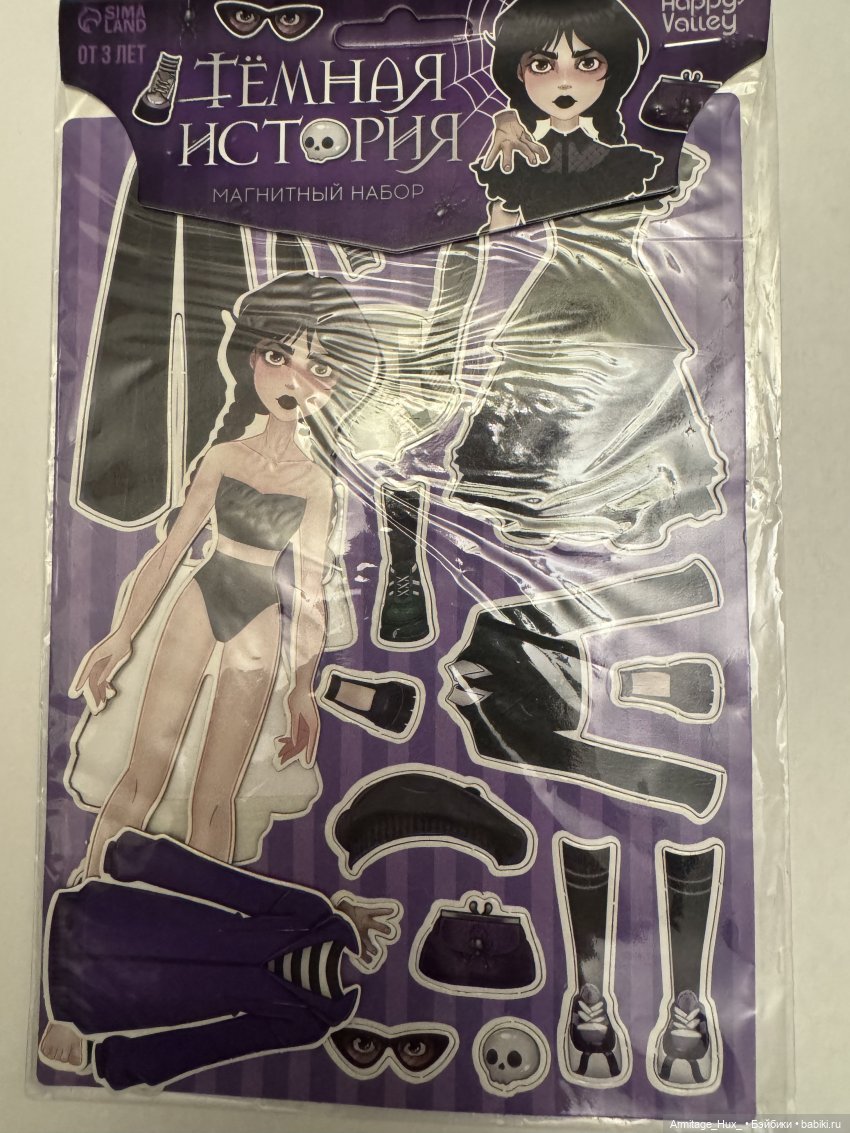 SIMA
LAND
ОТ 3 ЛЕТ
Happy
Valley
ТЁМНАЯ
ИСТОРИЯ
МАГНИТНЫЙ НАБОР
Armitage_Hux_ • Бэйбики • babiki.ru